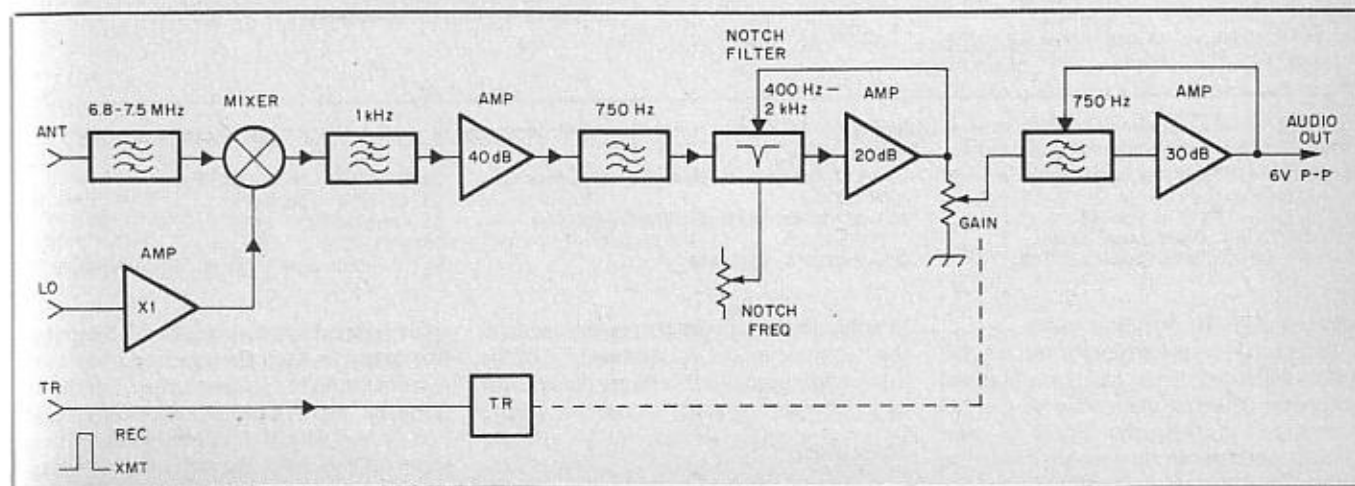 NOTCH
FILTER
6.8-7.5 MHz
MIXER
1 kHz
AMP
750 Hz
400 Hz –
2 kHz
AMP
750 Hz
AMP
ANT
40 dB
20 dB
30 dB
AUDIO
OUT
6V P-P
GAIN
AMP
LO
X1
NOTCH
FREQ
TR
TR
REC
XMT